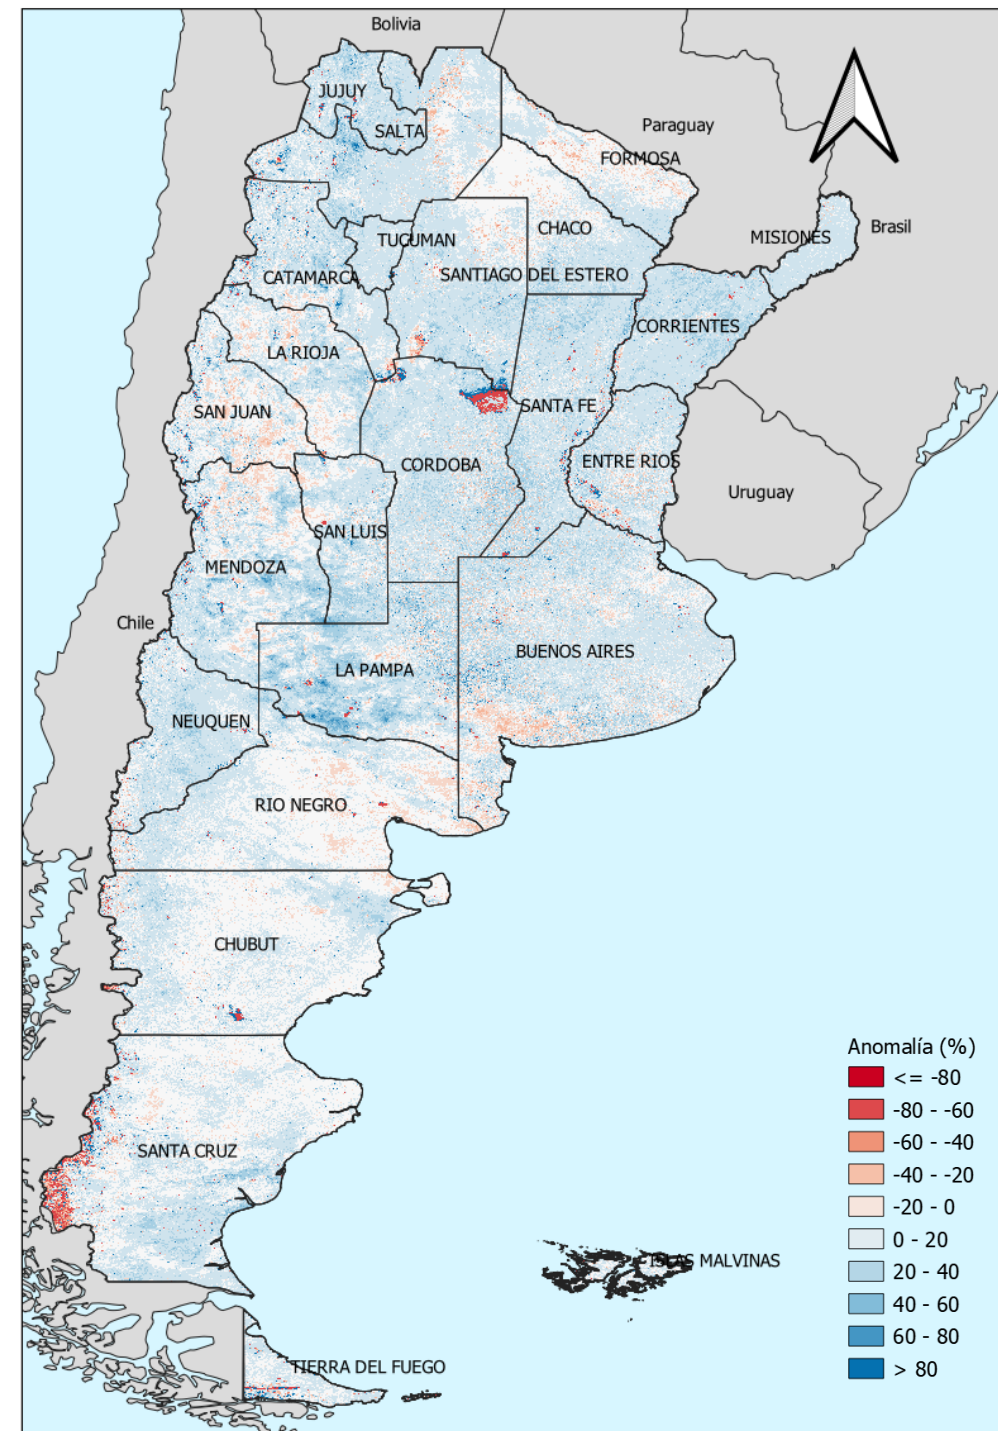 Bolivia
JUJUY
SALTA
Paraguay
FORMOSA
CHACO
Brasil
MISIONES
TUCUMAN
SANTIAGO DEL ESTERO
CATAMARCA
CORRIENTES
LA RIOJA
SAN JUAN
SANTA FE
CORDOBA
ENTRE RIOS
Uruguay
SAN LUIS
MENDOZA
Chile
BUENOS AIRES
LA PAMPA
NEUQUEN
RIO NEGRO
CHUBUT
SANTA CRUZ
ISLAS MALVINAS
TIERRA DEL FUEGO
Anomalía (%)
<= -80
-80 - -60
-60 - -40
-40 - -20
-20 - 0
0 - 20
20 - 40
40 - 60
60 - 80
> 80